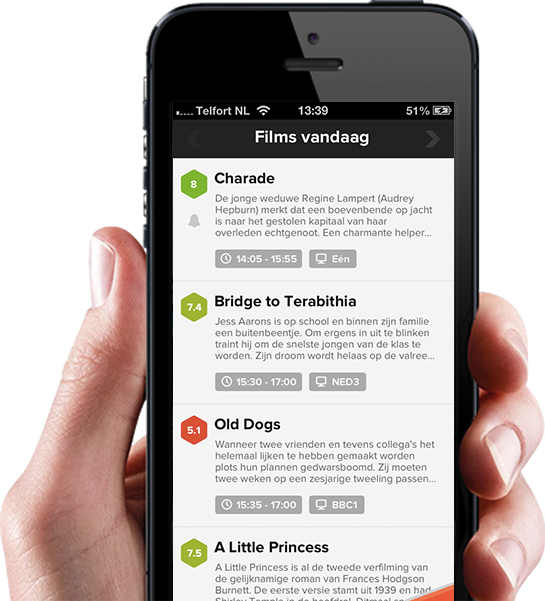 Telfort NL 13:39 51%
Films vandaag
8 Charade
De jonge weduwe Regine Lampert (Audrey
Hepburn) merkt dat een boevenbende op jacht
is naar het gestolen kapitaal van haar
overleden echtgenoot. Een charmante helper...
14:05 - 15:55 Eén
7.4 Bridge to Terabithia
Jess Aarons is op school en binnen zijn familie
een buitenbeentje. Om ergens in uit te blinken
traint hij om de snelste jongen van de klas te
worden. Zijn droom wordt helaas op de valree...
15:30 - 17:00 NED3
5.1 Old Dogs
Wanneer twee vrienden en tevens collega's het
helemaal lijken te hebben gemaakt worden
plots hun plannen gedwarsboomd. Zij moeten
twee weken op een zesjarige tweeling passen...
15:35 - 17:00 BBC1
7.5 A Little Princess
A Little Princess is al de tweede verfilming van
de gelijknamige roman van Frances Hodgson
Burnett. De eerste versie stamt uit 1939 en had
Shirley Temple in de hoofdrol. Ditmaal